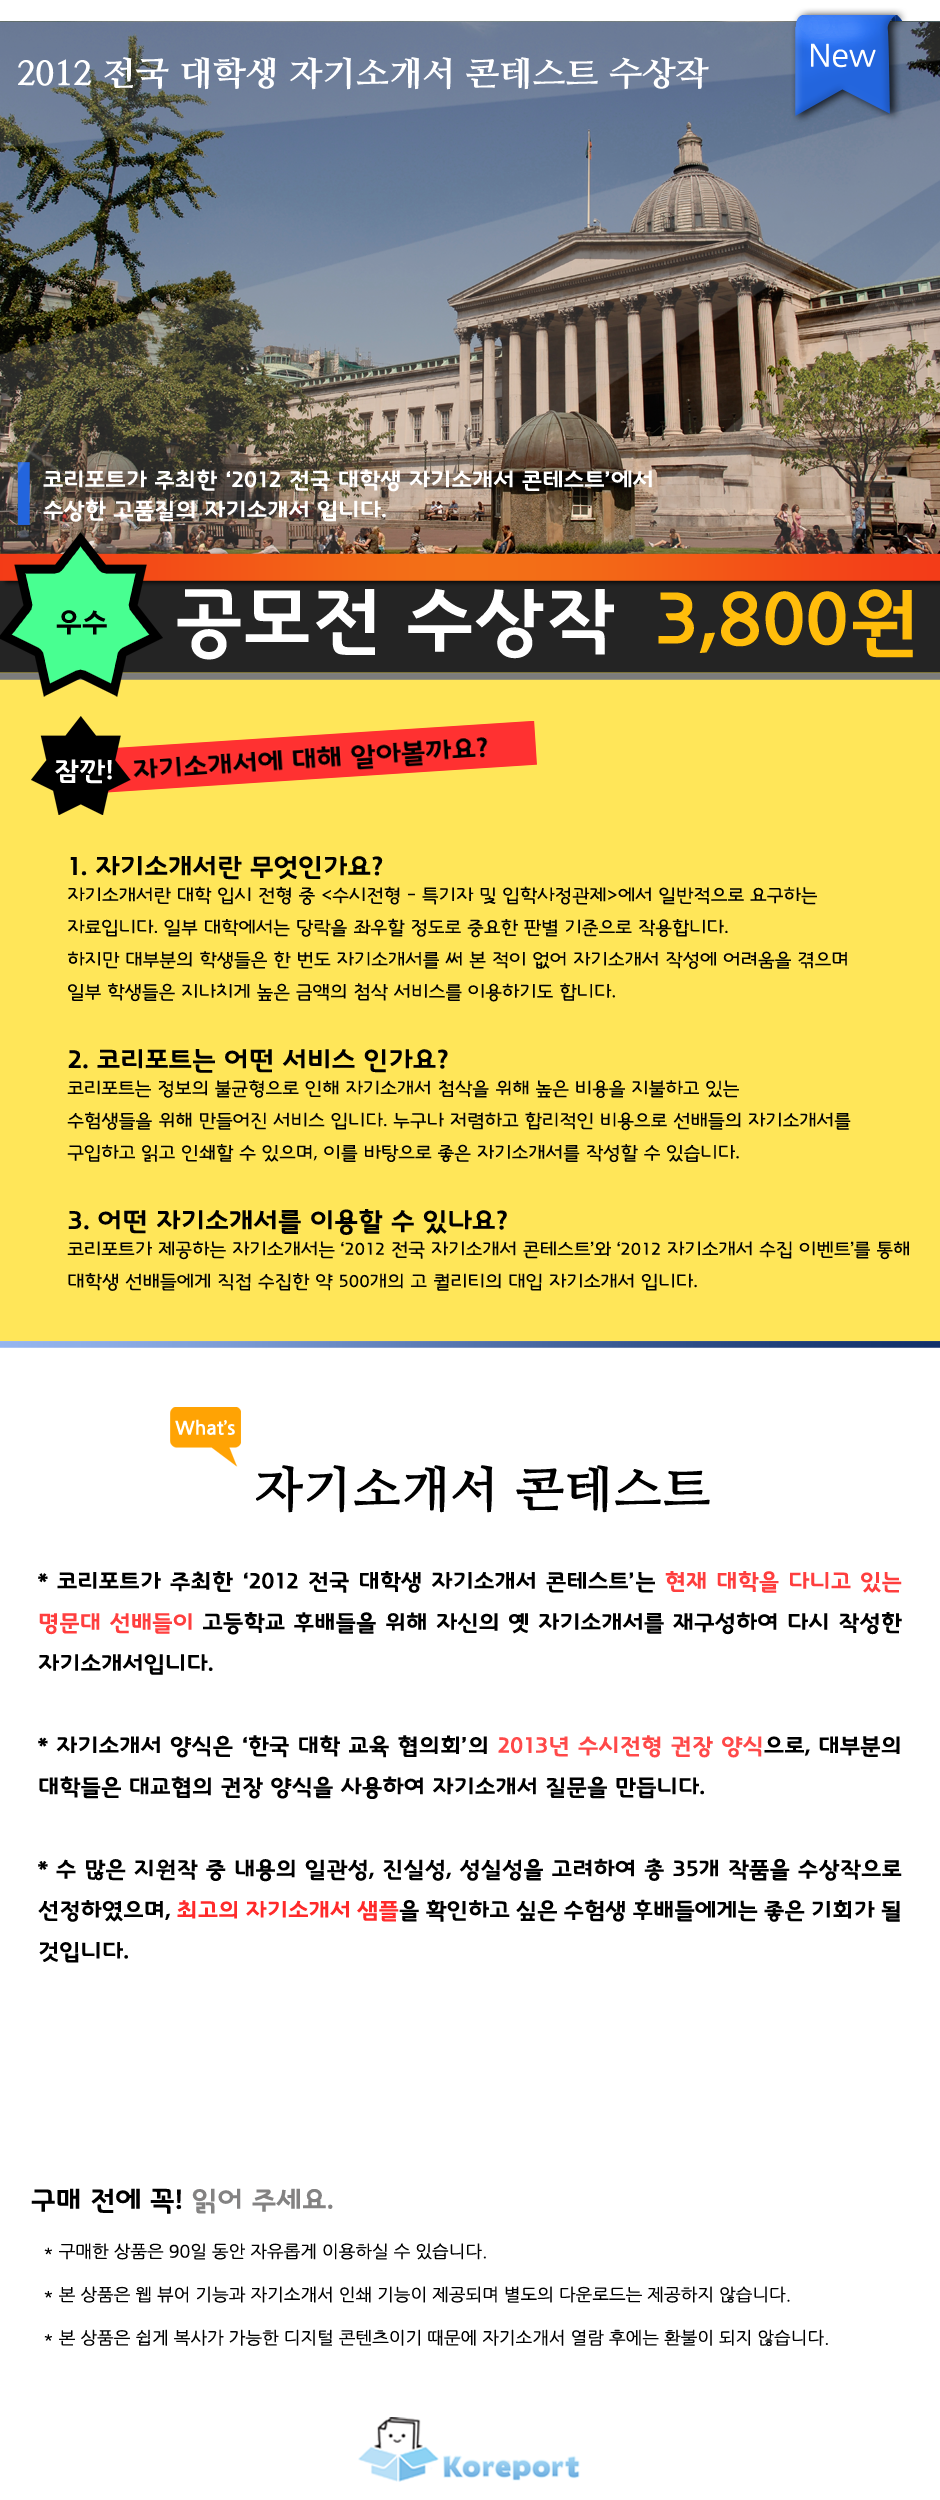 New
2012 전국 대학생 자기소개서 콘테스트 수상작
코리포트가 주최한 ‘2012 전국 대학생 자기소개서 콘테스트’에서
수상한 고품질의 자기소개서 입니다.
우수
공모전 수상작 3,800원
잠깐! 자기소개서에 대해 알아볼까요?
1. 자기소개서란 무엇인가요?
자기소개서란 대학 입시 전형 중 <수시전형 - 특기자 및 입학사정관제>에서 일반적으로 요구하는
자료입니다. 일부 대학에서는 당락을 좌우할 정도로 중요한 판별 기준으로 작용합니다.
하지만 대부분의 학생들은 한 번도 자기소개서를 써 본 적이 없어 자기소개서 작성에 어려움을 겪으며
일부 학생들은 지나치게 높은 금액의 첨삭 서비스를 이용하기도 합니다.
2. 코리포트는 어떤 서비스 인가요?
코리포트는 정보의 불균형으로 인해 자기소개서 첨삭을 위해 높은 비용을 지불하고 있는
수험생들을 위해 만들어진 서비스 입니다. 누구나 저렴하고 합리적인 비용으로 선배들의 자기소개서를
구입하고 읽고 인쇄할 수 있으며, 이를 바탕으로 좋은 자기소개서를 작성할 수 있습니다.
3. 어떤 자기소개서를 이용할 수 있나요?
코리포트가 제공하는 자기소개서는 ‘2012 전국 자기소개서 콘테스트’와 ‘2012 자기소개서 수집 이벤트’를 통해
대학생 선배들에게 직접 수집한 약 500개의 고 퀄리티의 대입 자기소개서 입니다.
What’s
자기소개서 콘테스트
* 코리포트가 주최한 ‘2012 전국 대학생 자기소개서 콘테스트’는 현재 대학을 다니고 있는
명문대 선배들이 고등학교 후배들을 위해 자신의 옛 자기소개서를 재구성하여 다시 작성한
자기소개서입니다.
* 자기소개서 양식은 ‘한국 대학 교육 협의회’의 2013년 수시전형 권장 양식으로, 대부분의
대학들은 대교협의 권장 양식을 사용하여 자기소개서 질문을 만듭니다.
* 수 많은 지원작 중 내용의 일관성, 진실성, 성실성을 고려하여 총 35개 작품을 수상작으로
선정하였으며, 최고의 자기소개서 샘플을 확인하고 싶은 수험생 후배들에게는 좋은 기회가 될
것입니다.
구매 전에 꼭! 읽어 주세요.
* 구매한 상품은 90일 동안 자유롭게 이용하실 수 있습니다.
* 본 상품은 웹 뷰어 기능과 자기소개서 인쇄 기능이 제공되며 별도의 다운로드는 제공하지 않습니다.
* 본 상품은 쉽게 복사가 가능한 디지털 콘텐츠이기 때문에 자기소개서 열람 후에는 환불이 되지 않습니다.
Koreport